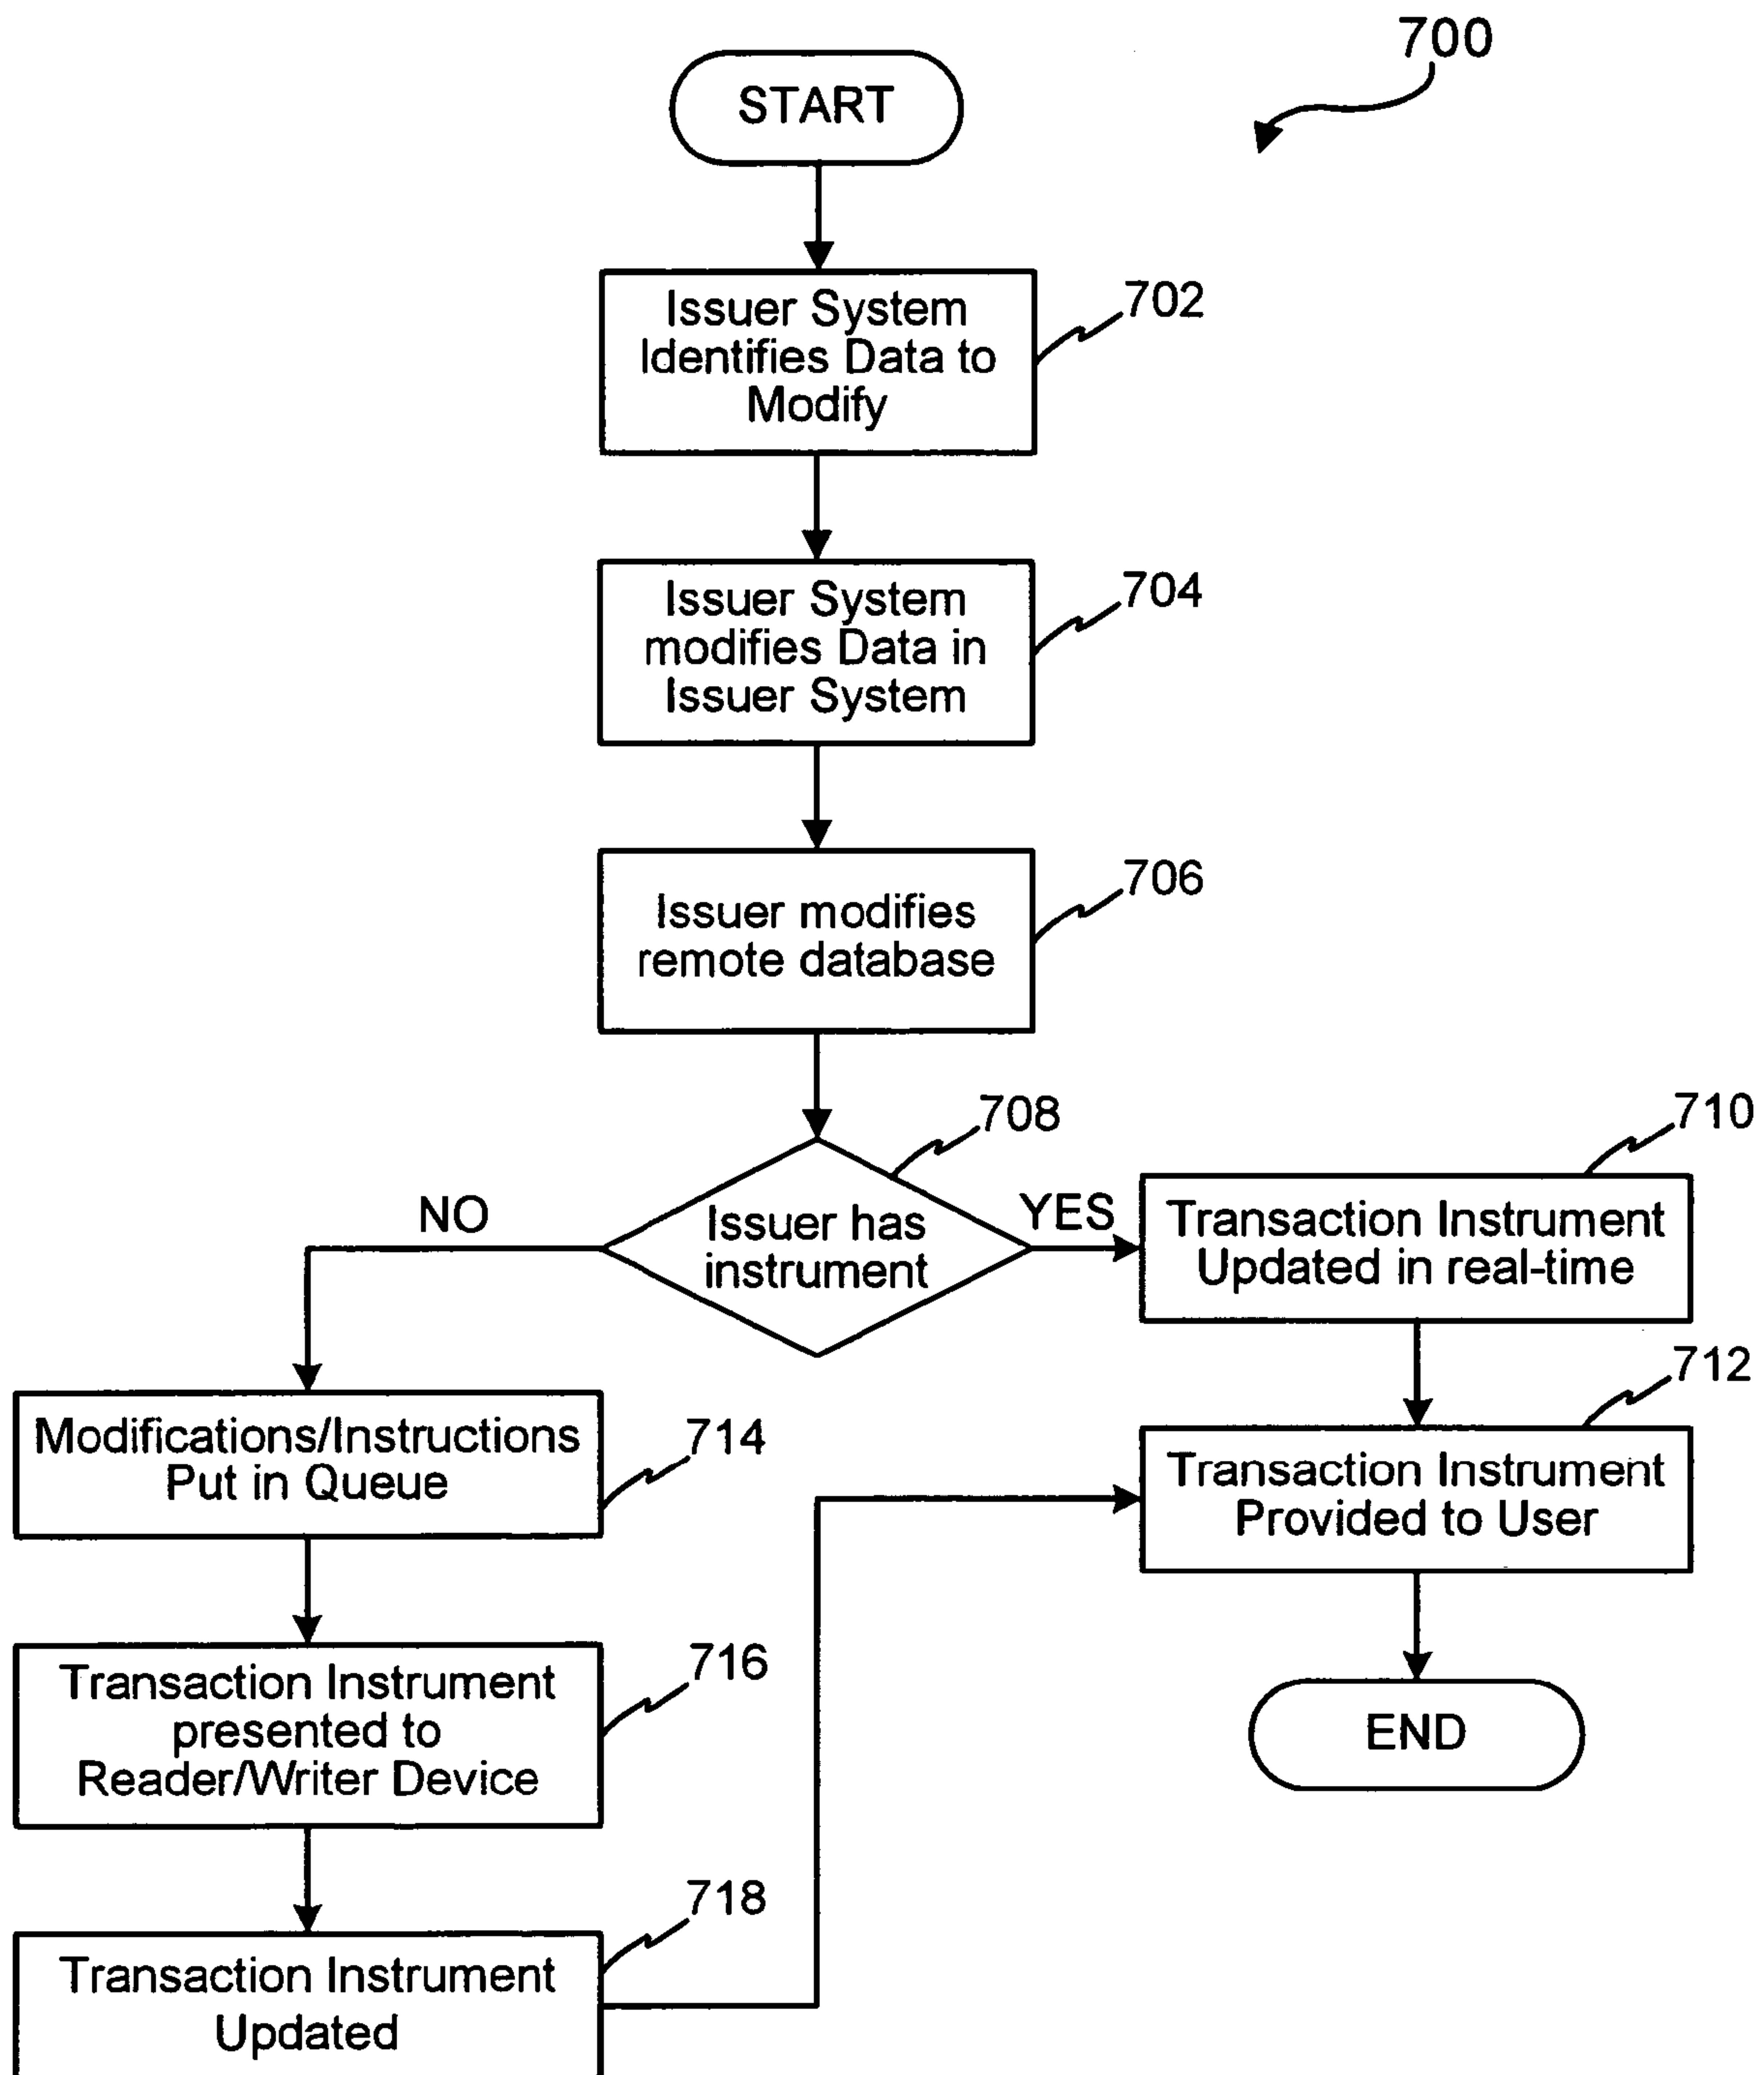 700
START
Issuer System
Identifies Data to
Modify
702
Issuer System
modifies Data in
Issuer System
704
Issuer modifies
remote database
706
708
Issuer has
instrument
NO
YES
710
Transaction Instrument
Updated in real-time
712
Transaction Instrument
Provided to User
END
Modifications/Instructions
Put in Queue
714
Transaction Instrument
presented to
Reader/Writer Device
716
Transaction Instrument
Updated
718